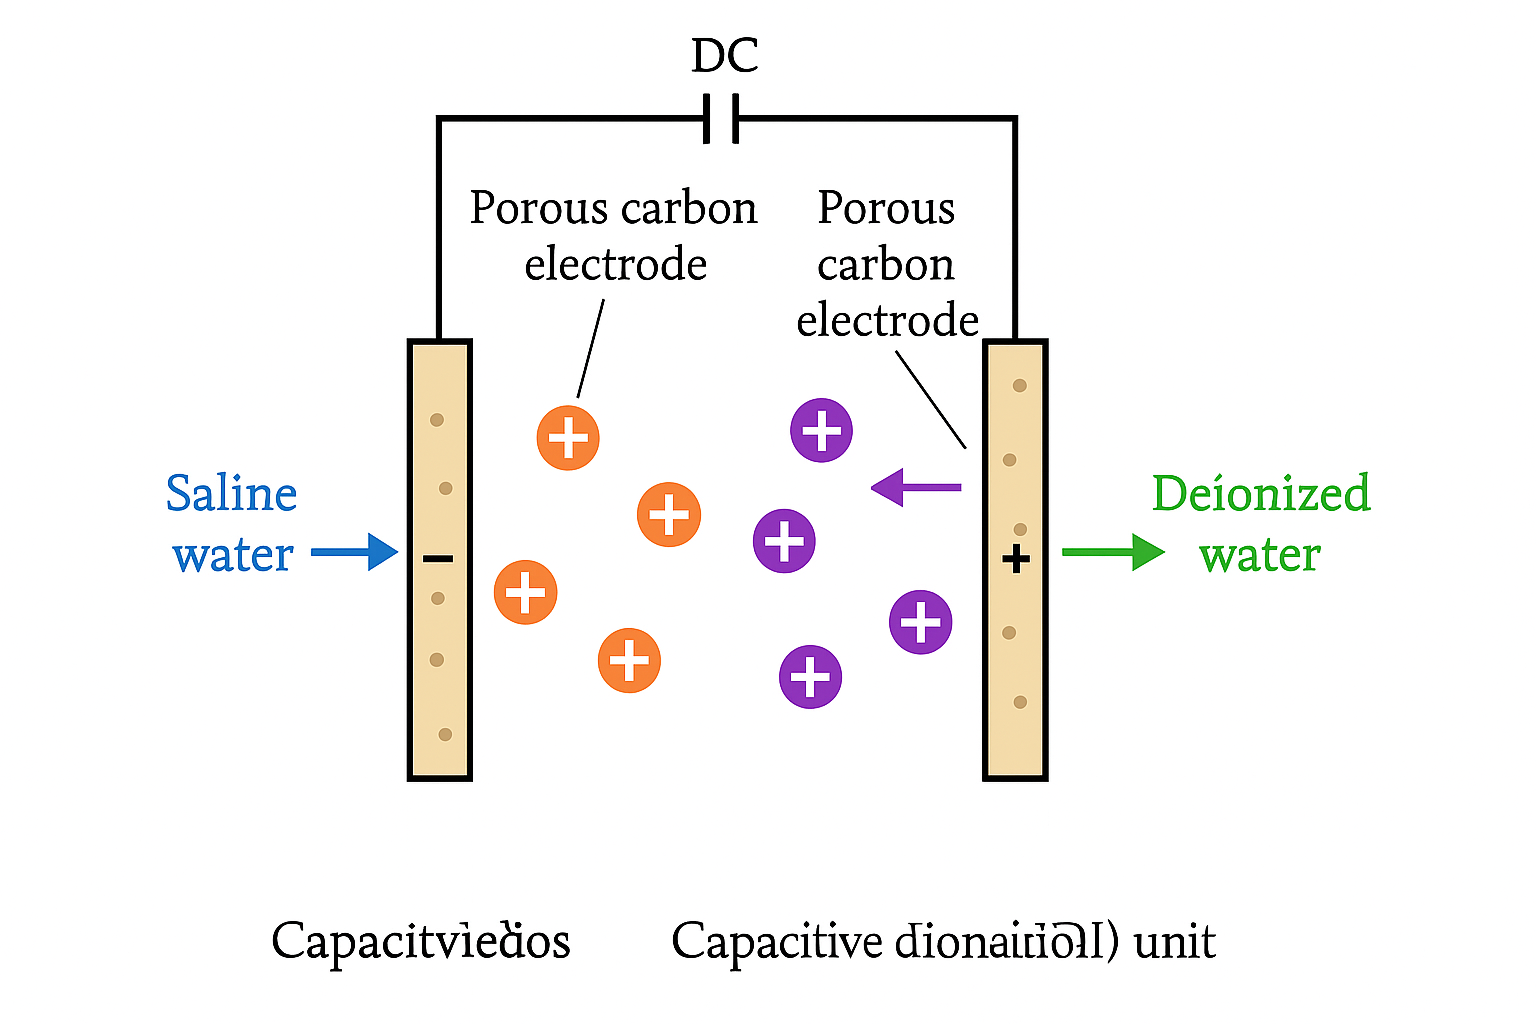 DC
Porous carbon
electrode
Porous
carbon
electrode
Saline
water
−
+
Deionized
water
+
+
+
+
+
+
+
+
Capacitive unit